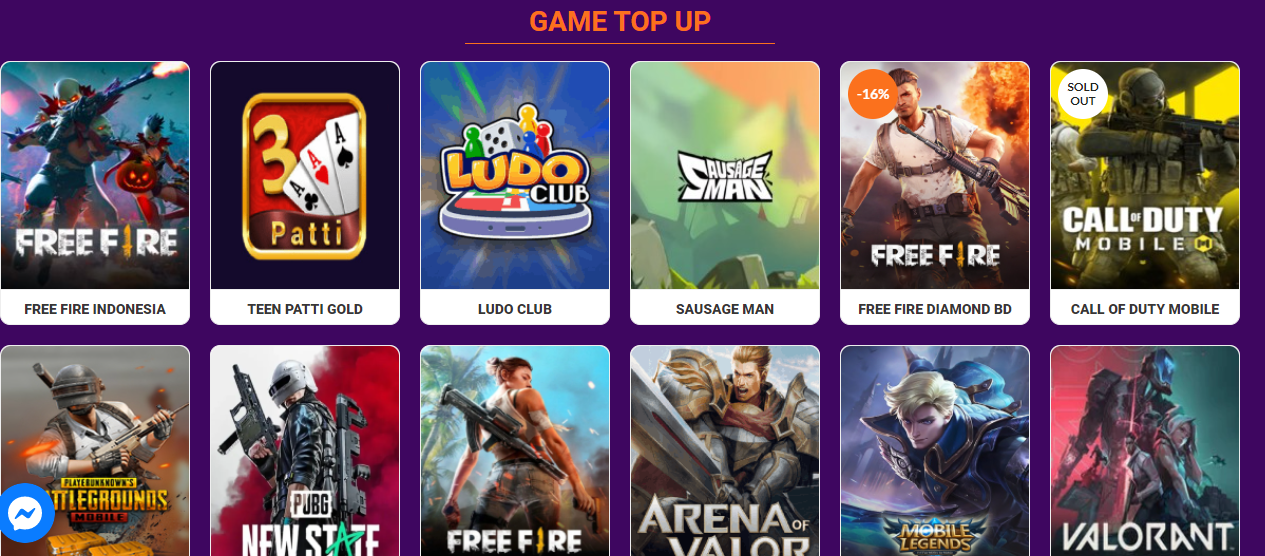 GAME TOP UP
FREE FIRE
3
A
A
A
Patti
LUDO
CLUB
SAUSAGE
MAN
-16%
FREE FIRE
SOLD
OUT
CALL OF DUTY
MOBILE
FREE FIRE INDONESIA
TEEN PATTI GOLD
LUDO CLUB
SAUSAGE MAN
FREE FIRE DIAMOND BD
CALL OF DUTY MOBILE
PLAYERUNKNOWN'S
BATTLEGROUNDS
MOBILE
PUBG
NEW STATE
FREE FIRE
ARENA OF
VALOR
MOBILE
LEGENDS
VALORANT